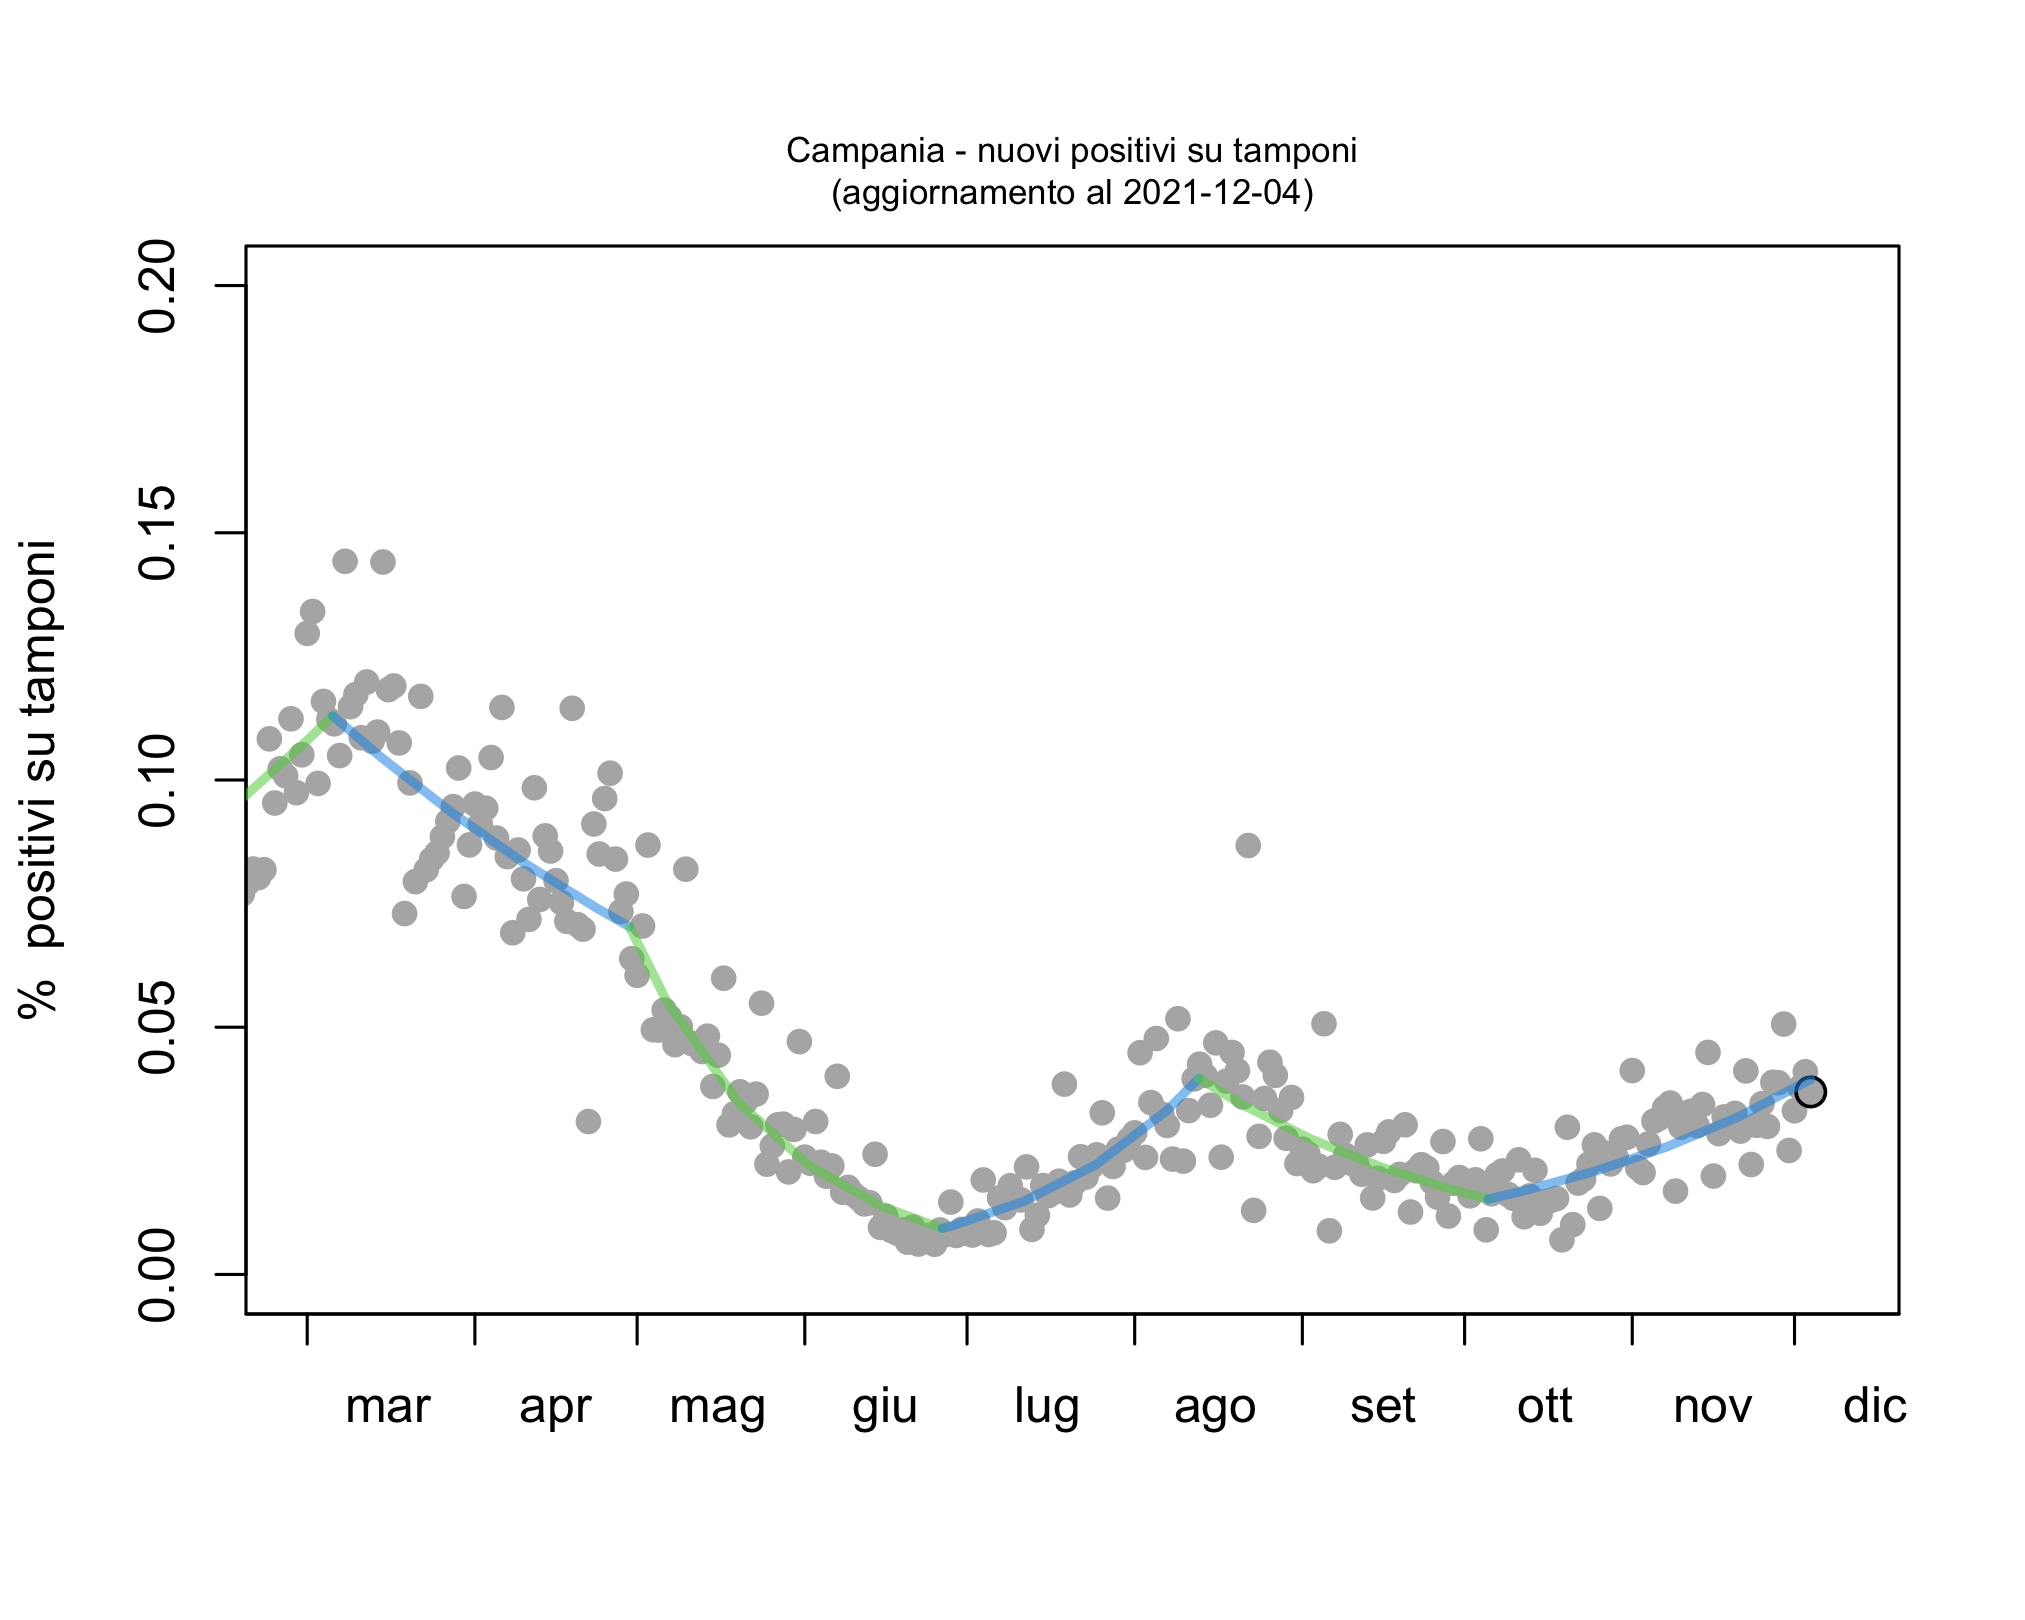 Campania - nuovi positivi su tamponi
(aggiornamento al 2021-12-04)
% positivi su tamponi
0.20
0.15
0.10
0.05
0.00
mar apr mag giu lug ago set ott nov dic